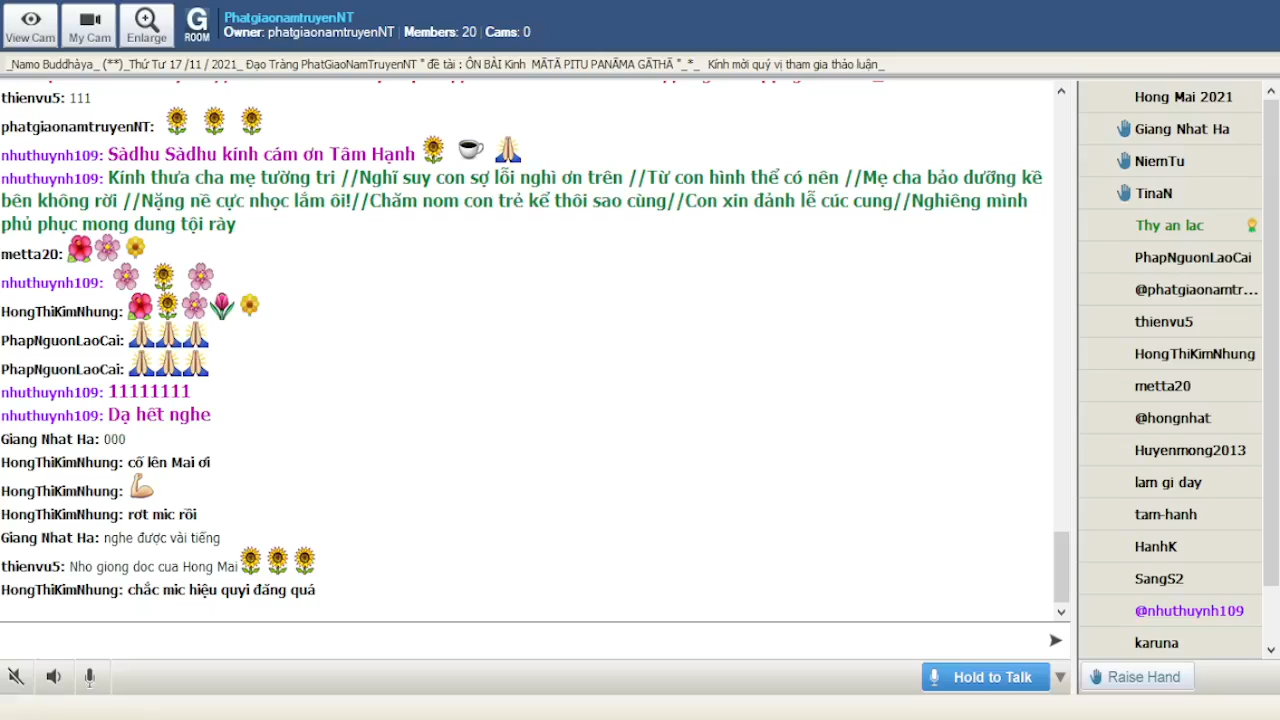 View Cam
My Cam
Enlarge
G
ROOM
PhatgiaonamtruyenNT
Owner: phatgiaonamtruyenNT | Members: 20 | Cams: 0
_Namo Buddhàya_ (**)_Thứ Tư 17 /11 / 2021_ Đạo Tràng PhatGiaoNamTruyenNT " đề tài : ÔN BÀI Kinh MĀTĀ PITU PANĀMA GĀTHĀ "_*_ Kính mời quý vị tham gia thảo luận_
thienvu5: 111
phatgiaonamtruyenNT:
nhuthuynh109: Sàdhu Sàdhu kính cám ơn Tâm Hạnh
nhuthuynh109: Kính thưa cha mẹ tường tri //Nghĩ suy con sợ lỗi nghì ơn trên //Từ con hình thể có nên //Mẹ cha bảo dưỡng kề
bên không rời //Nặng nề cực nhọc lắm ôi!//Chăm nom con trẻ kể thôi sao cùng//Con xin đảnh lễ cúc cung//Nghiêng mình
phủ phục mong dung tội rày
metta20:
nhuthuynh109:
HongThiKimNhung:
PhapNguonLaoCai:
PhapNguonLaoCai:
nhuthuynh109: 11111111
nhuthuynh109: Dạ hết nghe
Giang Nhat Ha: 000
HongThiKimNhung: cố lên Mai ơi
HongThiKimNhung:
HongThiKimNhung: rơt mic rồi
Giang Nhat Ha: nghe được vài tiếng
thienvu5: Nho giong doc cua Hong Mai
HongThiKimNhung: chắc mic hiệu quyi đăng quá
Hold to Talk
Hong Mai 2021
Giang Nhat Ha
NiemTu
TinaN
Thy an lac
PhapNguonLaoCai
@phatgiaonamtr...
thienvu5
HongThiKimNhung
metta20
@hongnhat
Huyenmong2013
lam gi day
tam-hanh
HanhK
SangS2
@nhuthuynh109
karuna
Raise Hand